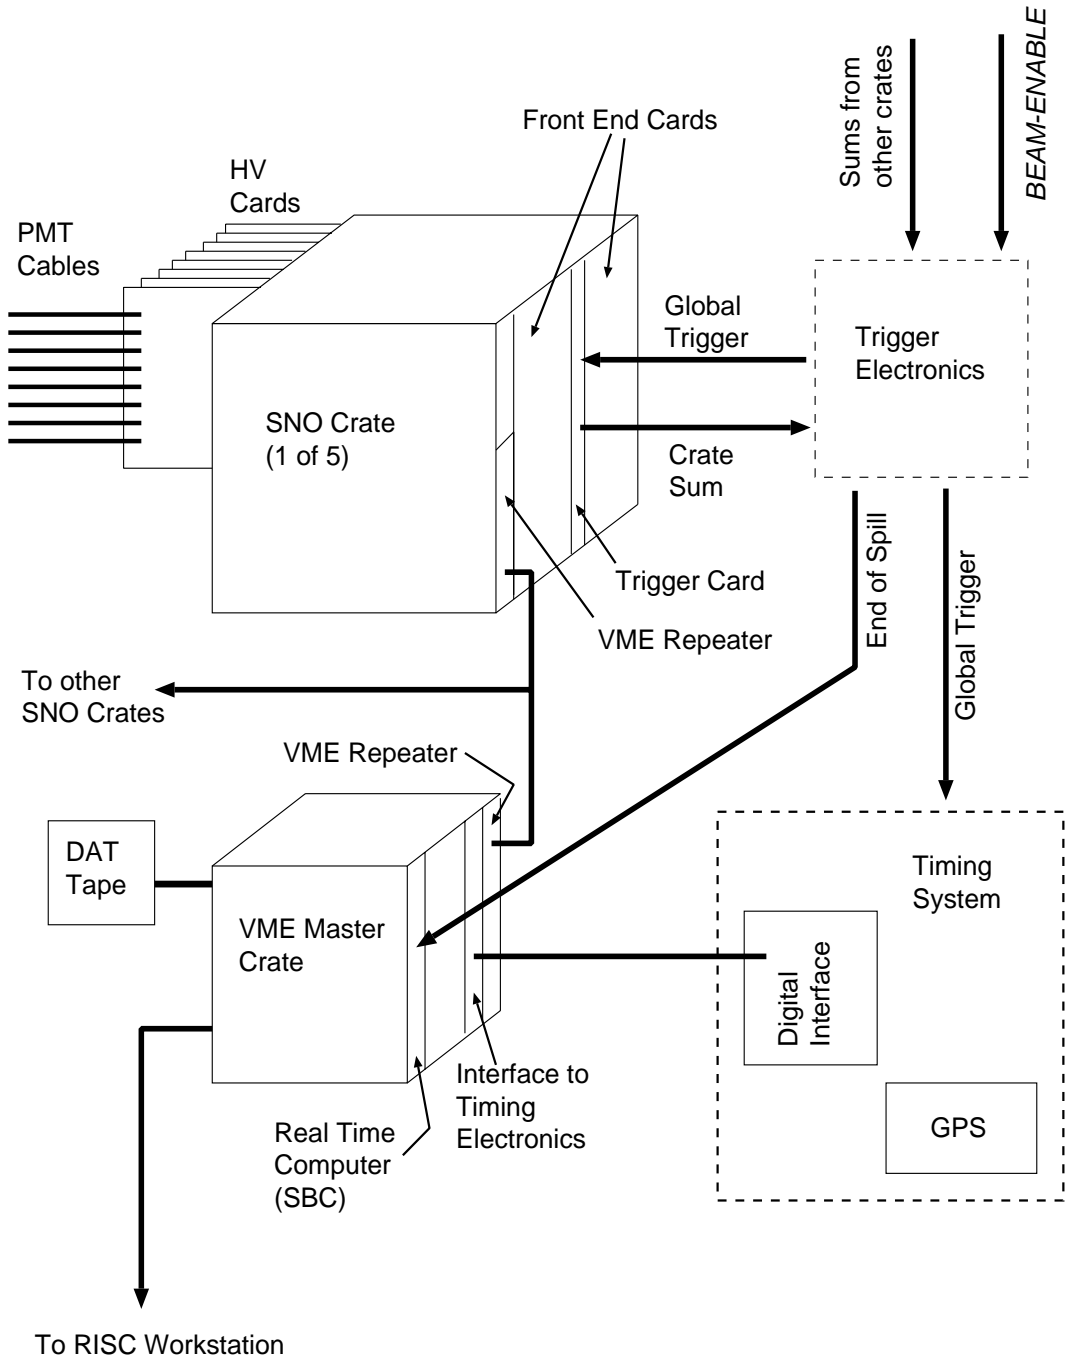 Sums from
other crates
BEAM-ENABLE
Front End Cards
HV
Cards
PMT
Cables
Global
Trigger
Trigger
Electronics
SNO Crate
(1 of 5)
Crate
Sum
Trigger Card
VME Repeater
End of Spill
Global Trigger
To other
SNO Crates
VME Repeater
DAT
Tape
VME Master
Crate
Timing
System
Digital
Interface
GPS
Interface to
Timing
Electronics
Real Time
Computer
(SBC)
To RISC Workstation